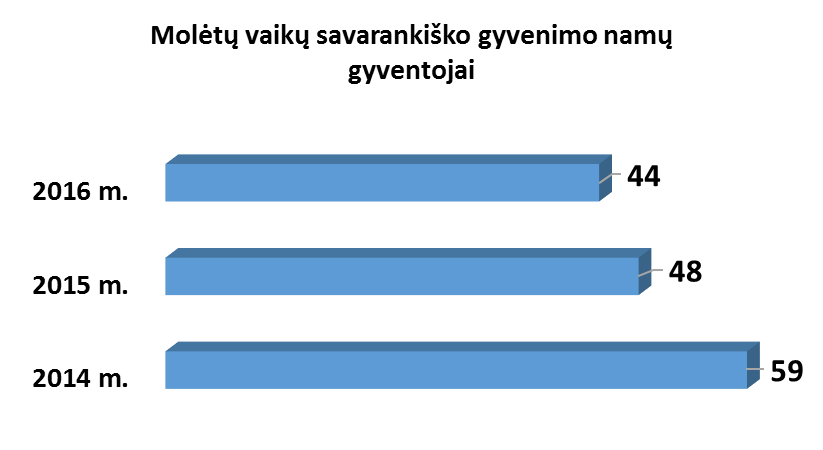 Molėtų vaikų savarankiško gyvenimo namų
gyventojai
2016 m.
44
2015 m.
48
2014 m.
59